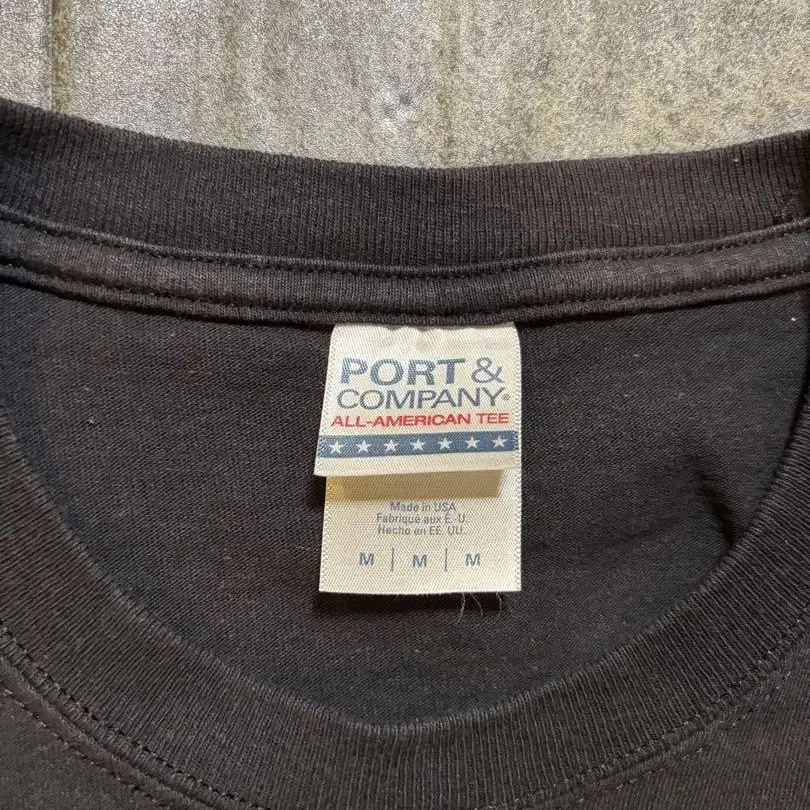 PORT &
COMPANY®
ALL-AMERICAN TEE
Made in USA
Fabriqué aux É. U.
Hecho en EE. UU.
M | M | M